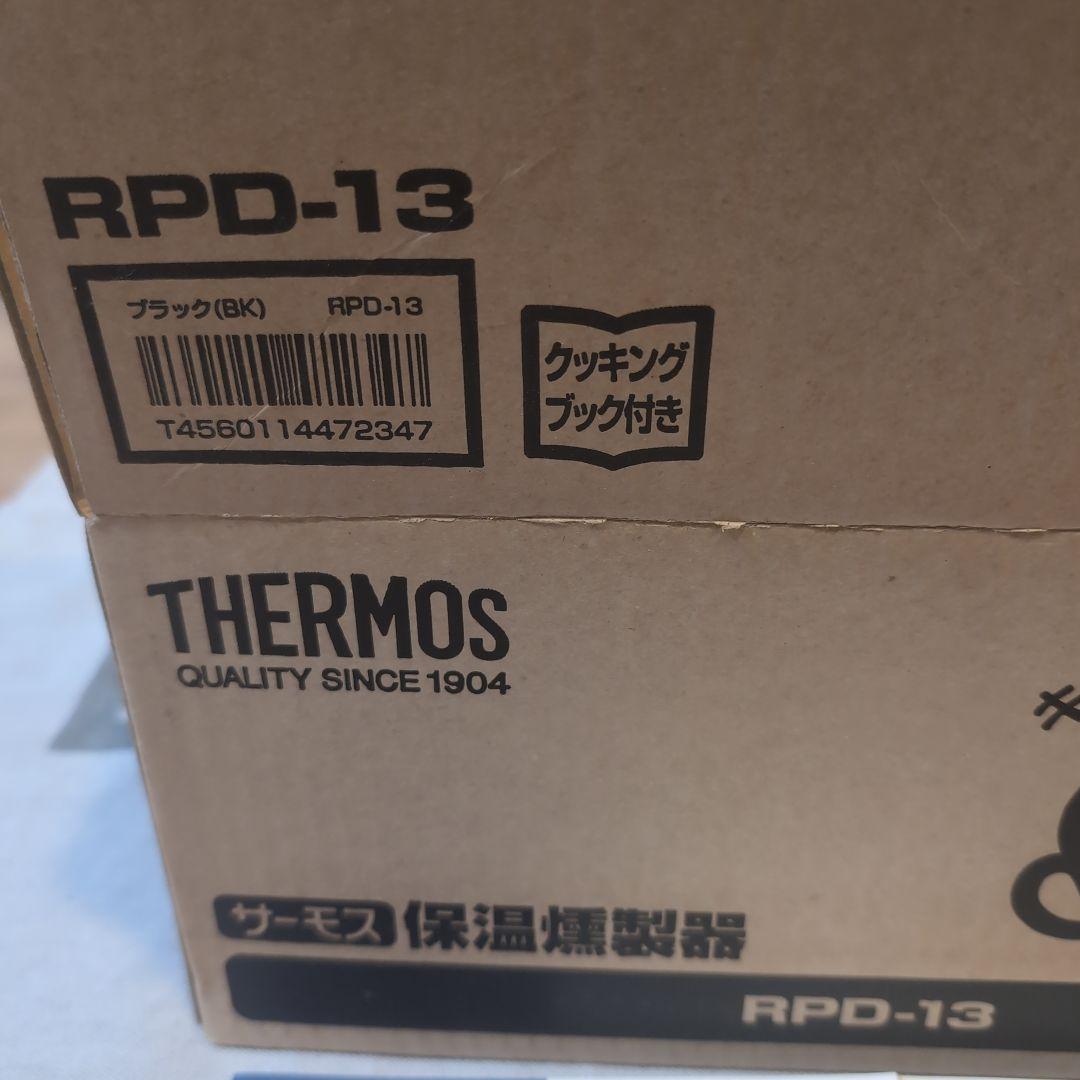 RPD-13
ブラック(BK) RPD-13
T4560114472347
クッキング
ブック付き
THERMOS
QUALITY SINCE 1904
サーモス 保温燻製器
RPD-13